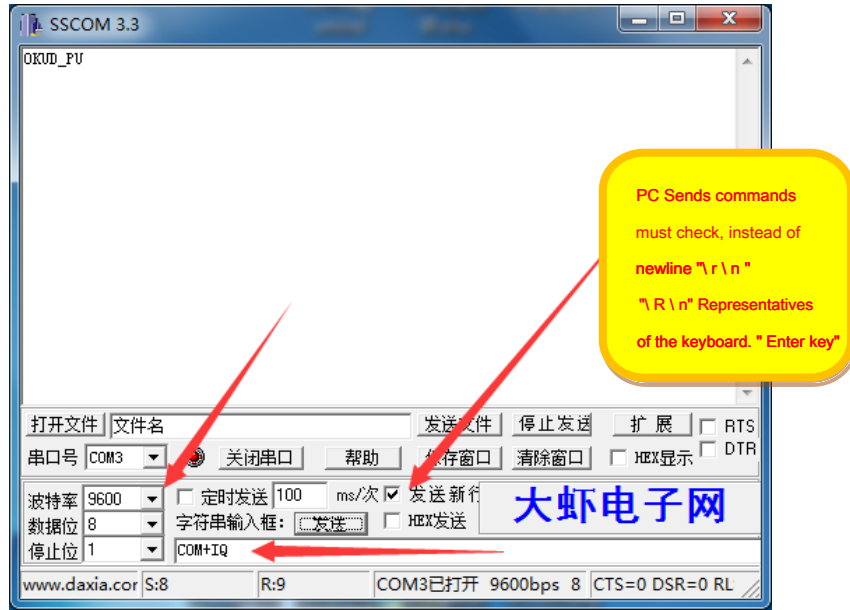 SSCOM 3.3
OKUD_PU
PC Sends commands
must check, instead of
newline "\ r \ n "
"\ R \ n" Representatives
of the keyboard. " Enter key"
打开文件 文件名 发送文件 停止发送 扩 展 RTS
串口号 COM3 关闭串口 帮助 保存窗口 清除窗口 HEX显示 DTR
波特率 9600 定时发送 100 ms/次 发送新行
数据位 8 字符串输入框: 发送 HEX发送
大虾电子网
停止位 1 COM+IQ
www.daxia.cor S:8 R:9 COM3已打开 9600bps 8 CTS=0 DSR=0 RL